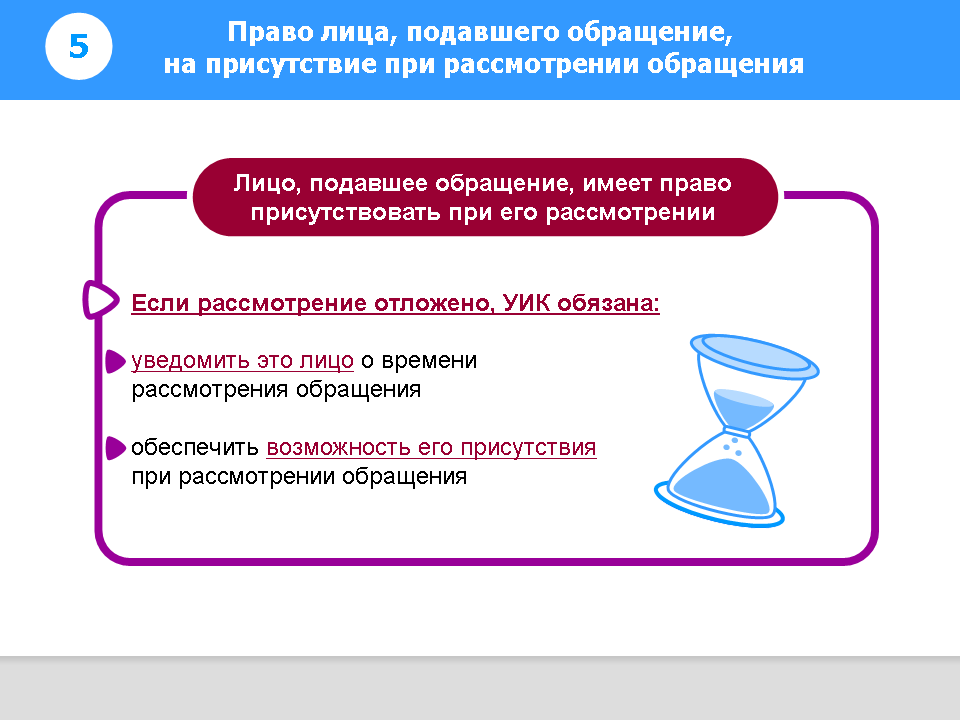 5
Право лица, подавшего обращение,
на присутствие при рассмотрении обращения
Лицо, подавшее обращение, имеет право
присутствовать при его рассмотрении
Если рассмотрение отложено, УИК обязана:
уведомить это лицо о времени
рассмотрения обращения
обеспечить возможность его присутствия
при рассмотрении обращения